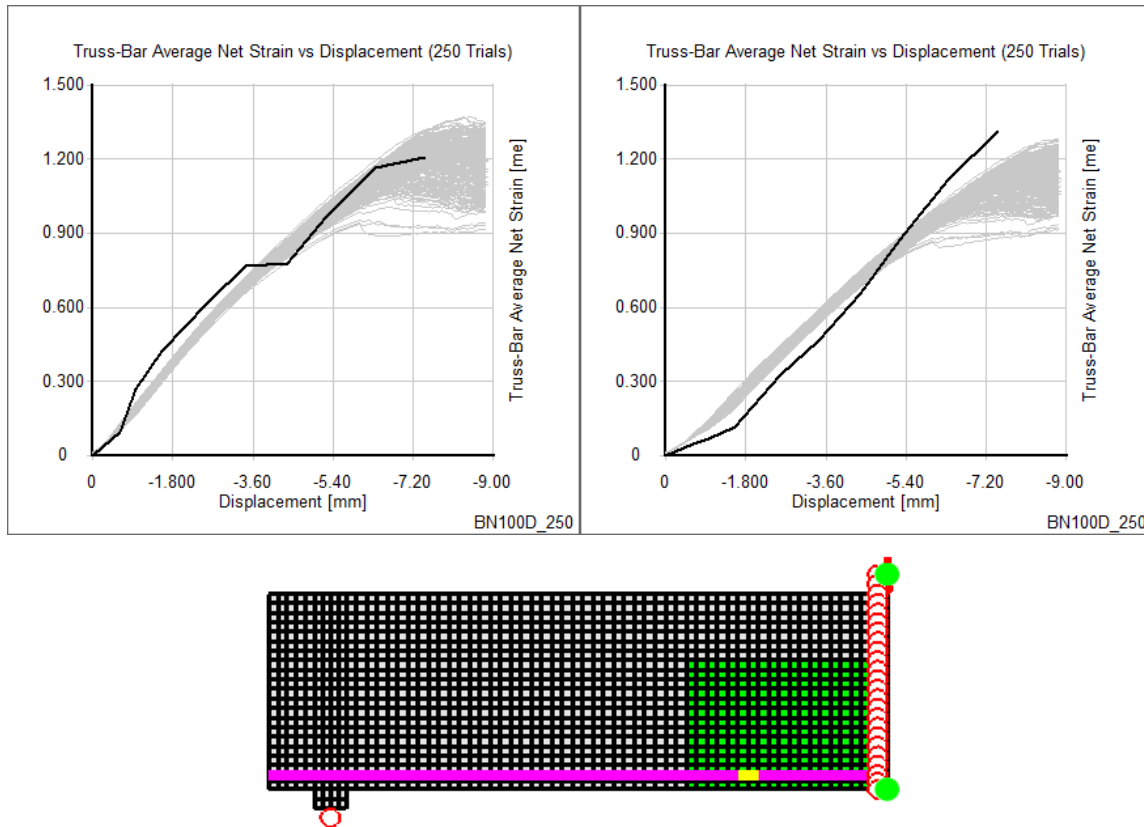 Truss-Bar Average Net Strain vs Displacement (250 Trials)
1.500
1.200
0.900
0.600
0.300
0
Truss-Bar Average Net Strain [me]
0 -1.800 -3.60 -5.40 -7.20 -9.00
Displacement [mm]
BN100D_250
Truss-Bar Average Net Strain vs Displacement (250 Trials)
1.500
1.200
0.900
0.600
0.300
0
Truss-Bar Average Net Strain [me]
0 -1.800 -3.60 -5.40 -7.20 -9.00
Displacement [mm]
BN100D_250